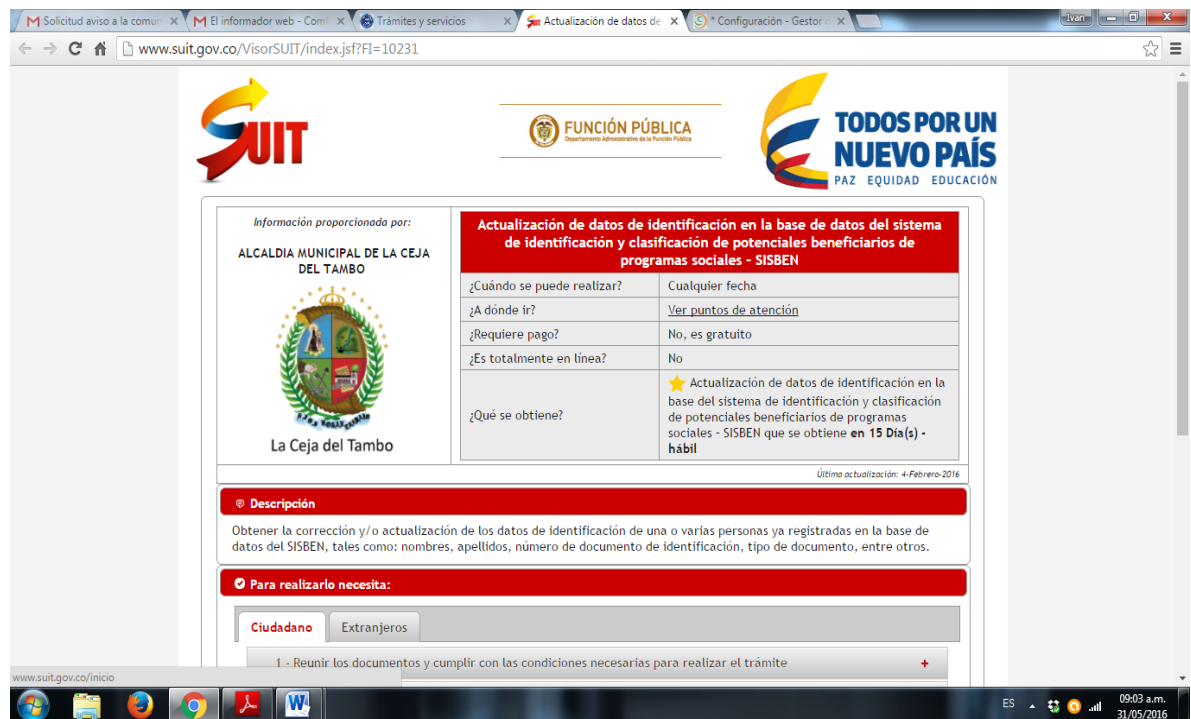 Solicitud aviso a la comun
El informador web - Com
Trámites y servicios
Actualización de datos de
* Configuración - Gestor
Ivan
www.suit.gov.co/VisorSUIT/index.jsf?FI=10231
SUIT
FUNCIÓN PÚBLICA
Departamento Administrativo de la Función Pública
TODOS POR UN
NUEVO PAÍS
PAZ EQUIDAD EDUCACIÓN
Información proporcionada por:
ALCALDIA MUNICIPAL DE LA CEJA
DEL TAMBO
La Ceja del Tambo
Actualización de datos de identificación en la base de datos del sistema
de identificación y clasificación de potenciales beneficiarios de
programas sociales - SISBEN
¿Cuándo se puede realizar? Cualquier fecha
¿A dónde ir? Ver puntos de atención
¿Requiere pago? No, es gratuito
¿Es totalmente en línea? No
¿Qué se obtiene?
Actualización de datos de identificación en la
base del sistema de identificación y clasificación
de potenciales beneficiarios de programas
sociales - SISBEN que se obtiene en 15 Día(s) -
hábil
Última actualización: 4-Febrero-2016
Descripción
Obtener la corrección y/o actualización de los datos de identificación de una o varias personas ya registradas en la base de
datos del SISBEN, tales como: nombres, apellidos, número de documento de identificación, tipo de documento, entre otros.
Para realizarlo necesita:
Ciudadano
Extranjeros
1 - Reunir los documentos y cumplir con las condiciones necesarias para realizar el trámite +
www.suit.gov.co/inicio
ES
09:03 a.m.
31/05/2016